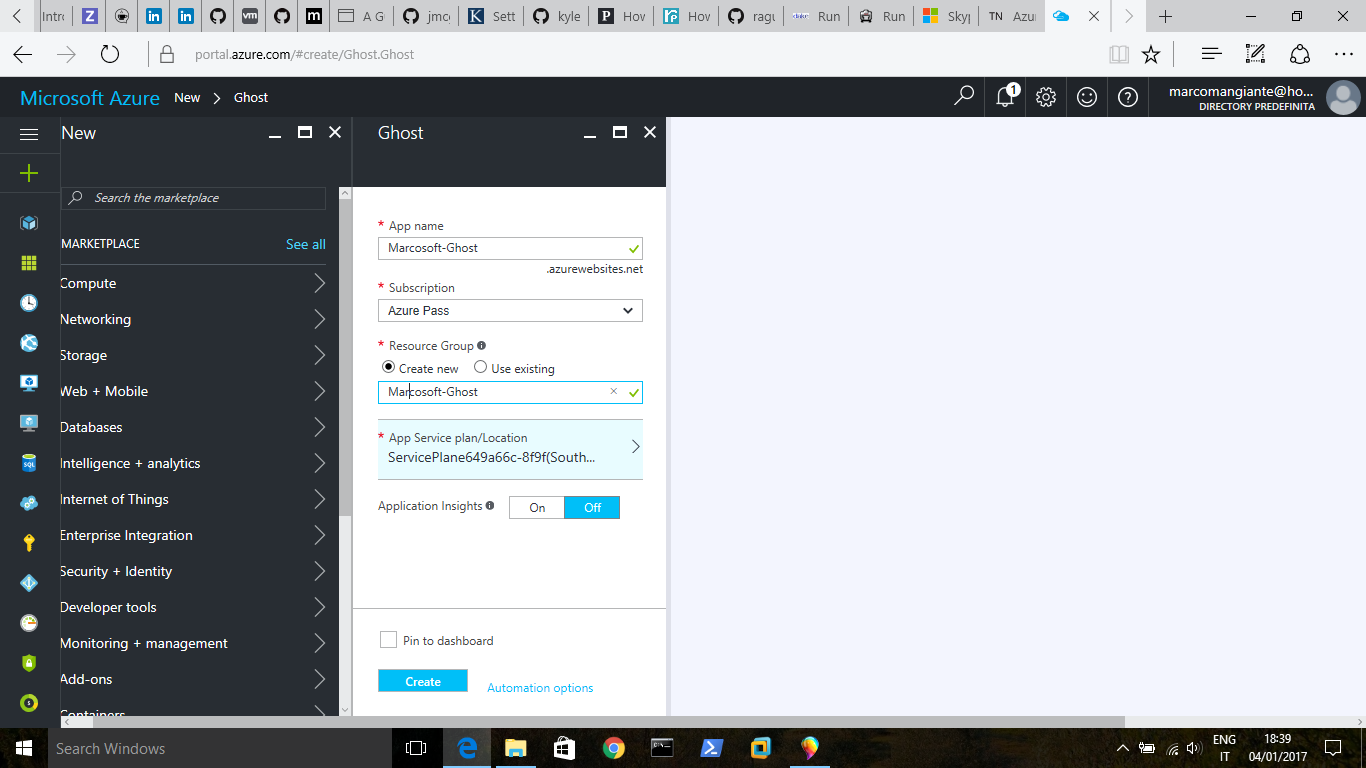 Intro
A G
jmc
Sett
kyle
Hov
Hov
ragu
Run
Run
Sky
TN Azu
portal.azure.com/#create/Ghost.Ghost
Microsoft Azure New > Ghost
1
marcomangiante@ho...
DIRECTORY PREDEFINITA
New
Search the marketplace
MARKETPLACE See all
Compute
Networking
Storage
Web + Mobile
Databases
Intelligence + analytics
Internet of Things
Enterprise Integration
Security + Identity
Developer tools
Monitoring + management
Add-ons
Containers
Ghost
* App name
Marcosoft-Ghost
.azurewebsites.net
* Subscription
Azure Pass
* Resource Group
Create new Use existing
Marcosoft-Ghost
* App Service plan/Location
ServicePlane649a66c-8f9f(South...
Application Insights On Off
Pin to dashboard
Create Automation options
Search Windows
ENG 18:39
IT 04/01/2017